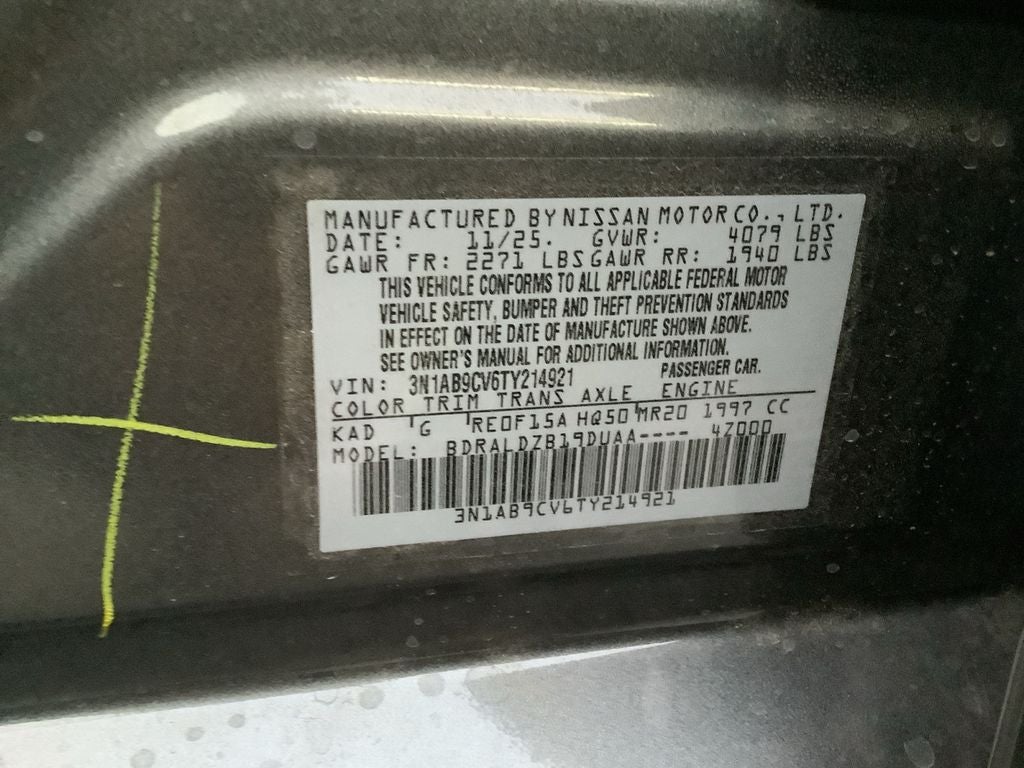 MANUFACTURED BY NISSAN MOTOR CO., LTD.
DATE: 11/25. GVWR: 4079 LBS
GAWR FR: 2271 LBS GAWR RR: 1940 LBS
THIS VEHICLE CONFORMS TO ALL APPLICABLE FEDERAL MOTOR
VEHICLE SAFETY, BUMPER AND THEFT PREVENTION STANDARDS
IN EFFECT ON THE DATE OF MANUFACTURE SHOWN ABOVE.
SEE OWNER'S MANUAL FOR ADDITIONAL INFORMATION.
VIN: 3N1AB9CV6TY214921 PASSENGER CAR.
COLOR TRIM TRANS AXLE ENGINE
KAD G RE0F15A HQ50 MR20 1997 CC
MODEL: BDRALDZB19DUAA---- 47000
3N1AB9CV6TY214921